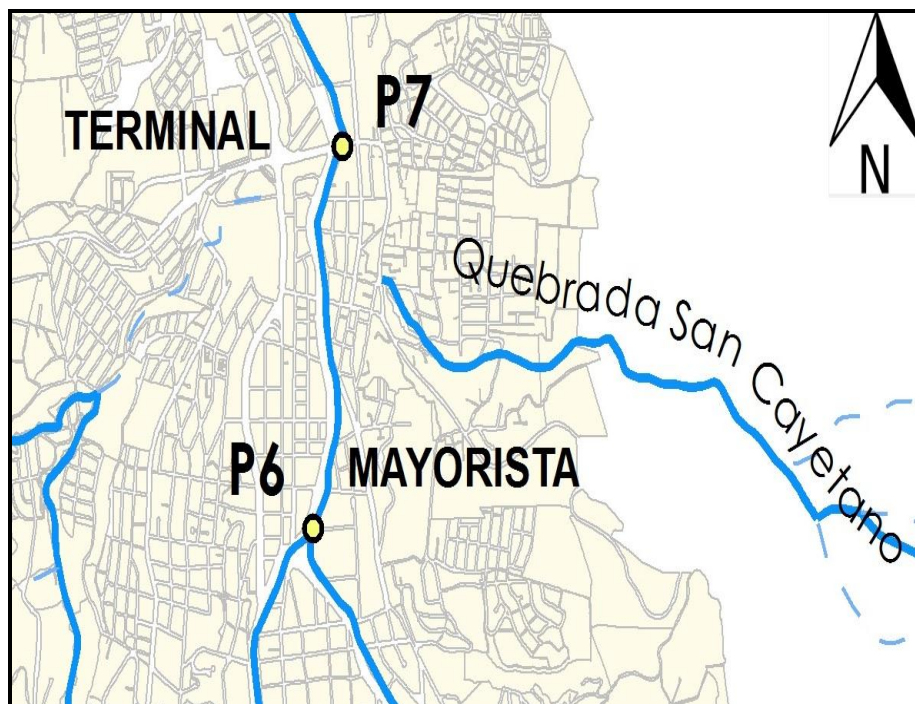 P7
TERMINAL
N
Quebrada San Cayetano
P6
MAYORISTA